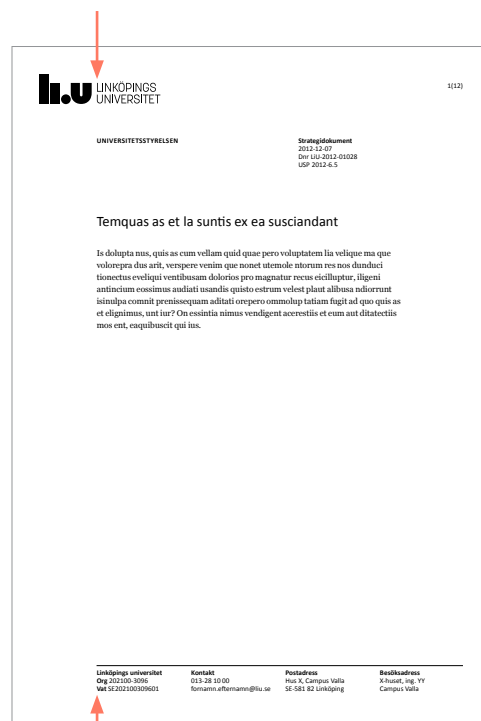 li.u LINKÖPINGS
UNIVERSITET
1(12)
UNIVERSITETSSTYRELSEN
Strategidokument
2012-12-07
Dnr LiU-2012-01028
USP 2012-6.5
Temquas as et la suntis ex ea susciandant
Is dolupta nus, quis as cum vellam quid quae pero voluptatem lia velique ma que
volorepra dus arit, verspere venim que nonet utemole ntorum res nos dunduci
tionectus eveliqui ventibusam dolorios pro magnatur recus eicilluptur, iligeni
antincium eossimus audiati usandis quisto estrum velest plaut alibusa ndiorrunt
isinulpa comnit prenissequam aditati orepero ommolup tatiam fugit ad quo quis as
et elignimus, unt iur? On essintia nimus vendigent acerestiis et eum aut ditatectiis
mos ent, eaquibuscit qui ius.
Linköpings universitet
Org 202100-3096
Vat SE202100309601
Kontakt
013-28 10 00
fornamn.efternamn@liu.se
Postadress
Hus X, Campus Valla
SE-581 82 Linköping
Besöksadress
X-huset, ing. YY
Campus Valla